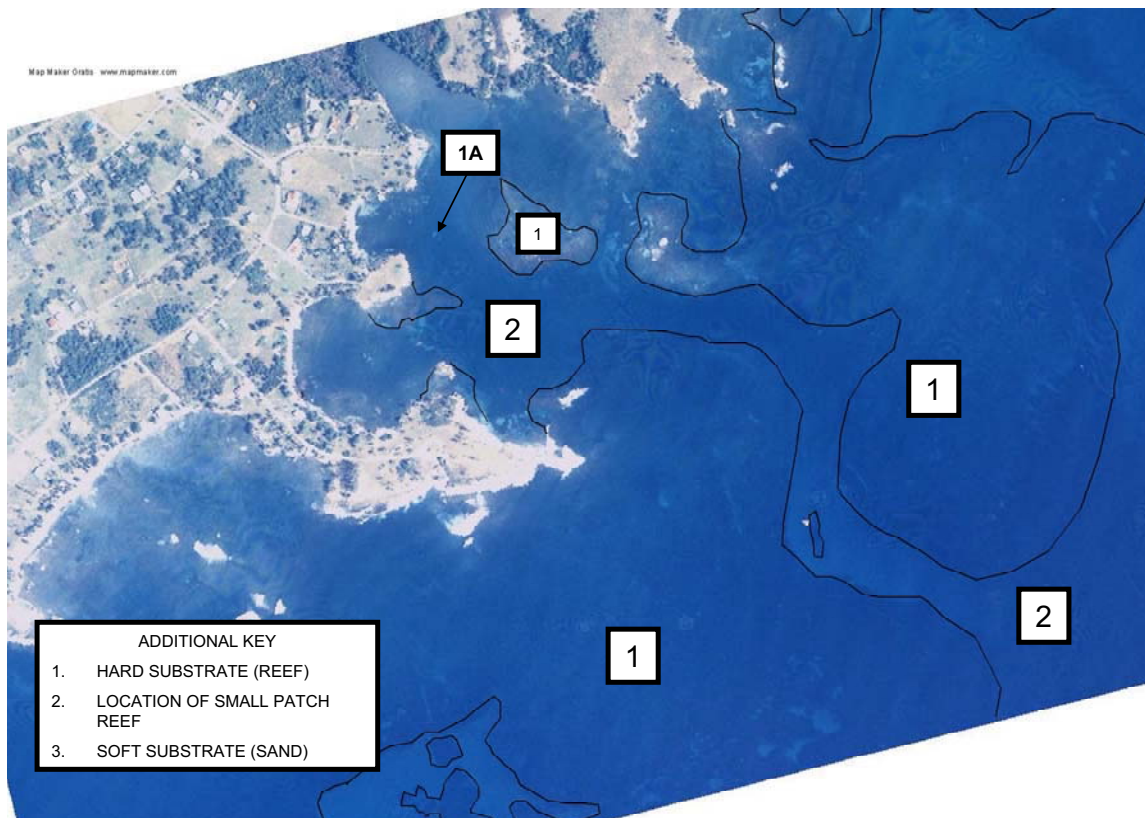 Map Maker Gratis www.mapmaker.com
1A
1
2
1
2
1
ADDITIONAL KEY
1. HARD SUBSTRATE (REEF)
2. LOCATION OF SMALL PATCH
REEF
3. SOFT SUBSTRATE (SAND)